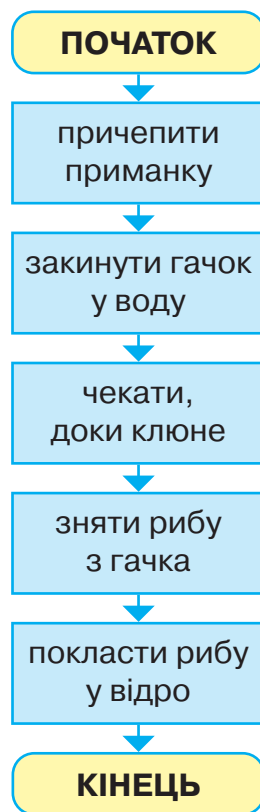 ПОЧАТОК
причепити
приманку
закинути гачок
у воду
чекати,
доки клюне
зняти рибу
з гачка
покласти рибу
у відро
КІНЕЦЬ